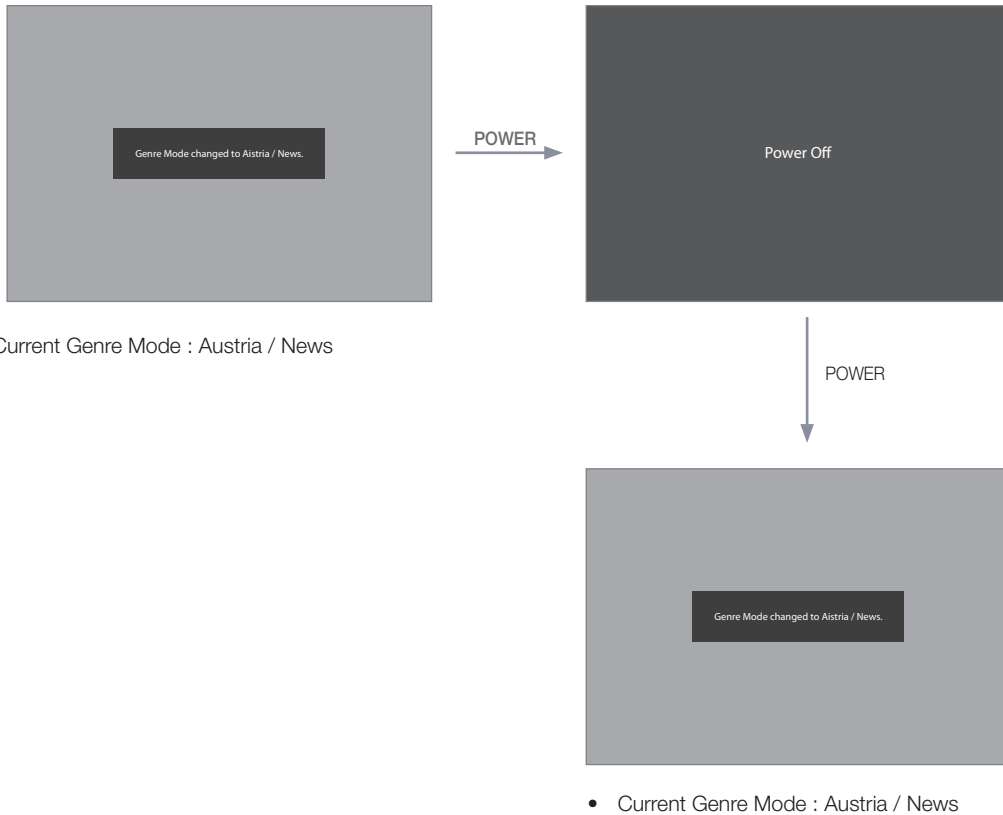 Genre Mode changed to Aistria / News.
POWER
Power Off
Current Genre Mode : Austria / News
POWER
Genre Mode changed to Aistria / News.
• Current Genre Mode : Austria / News